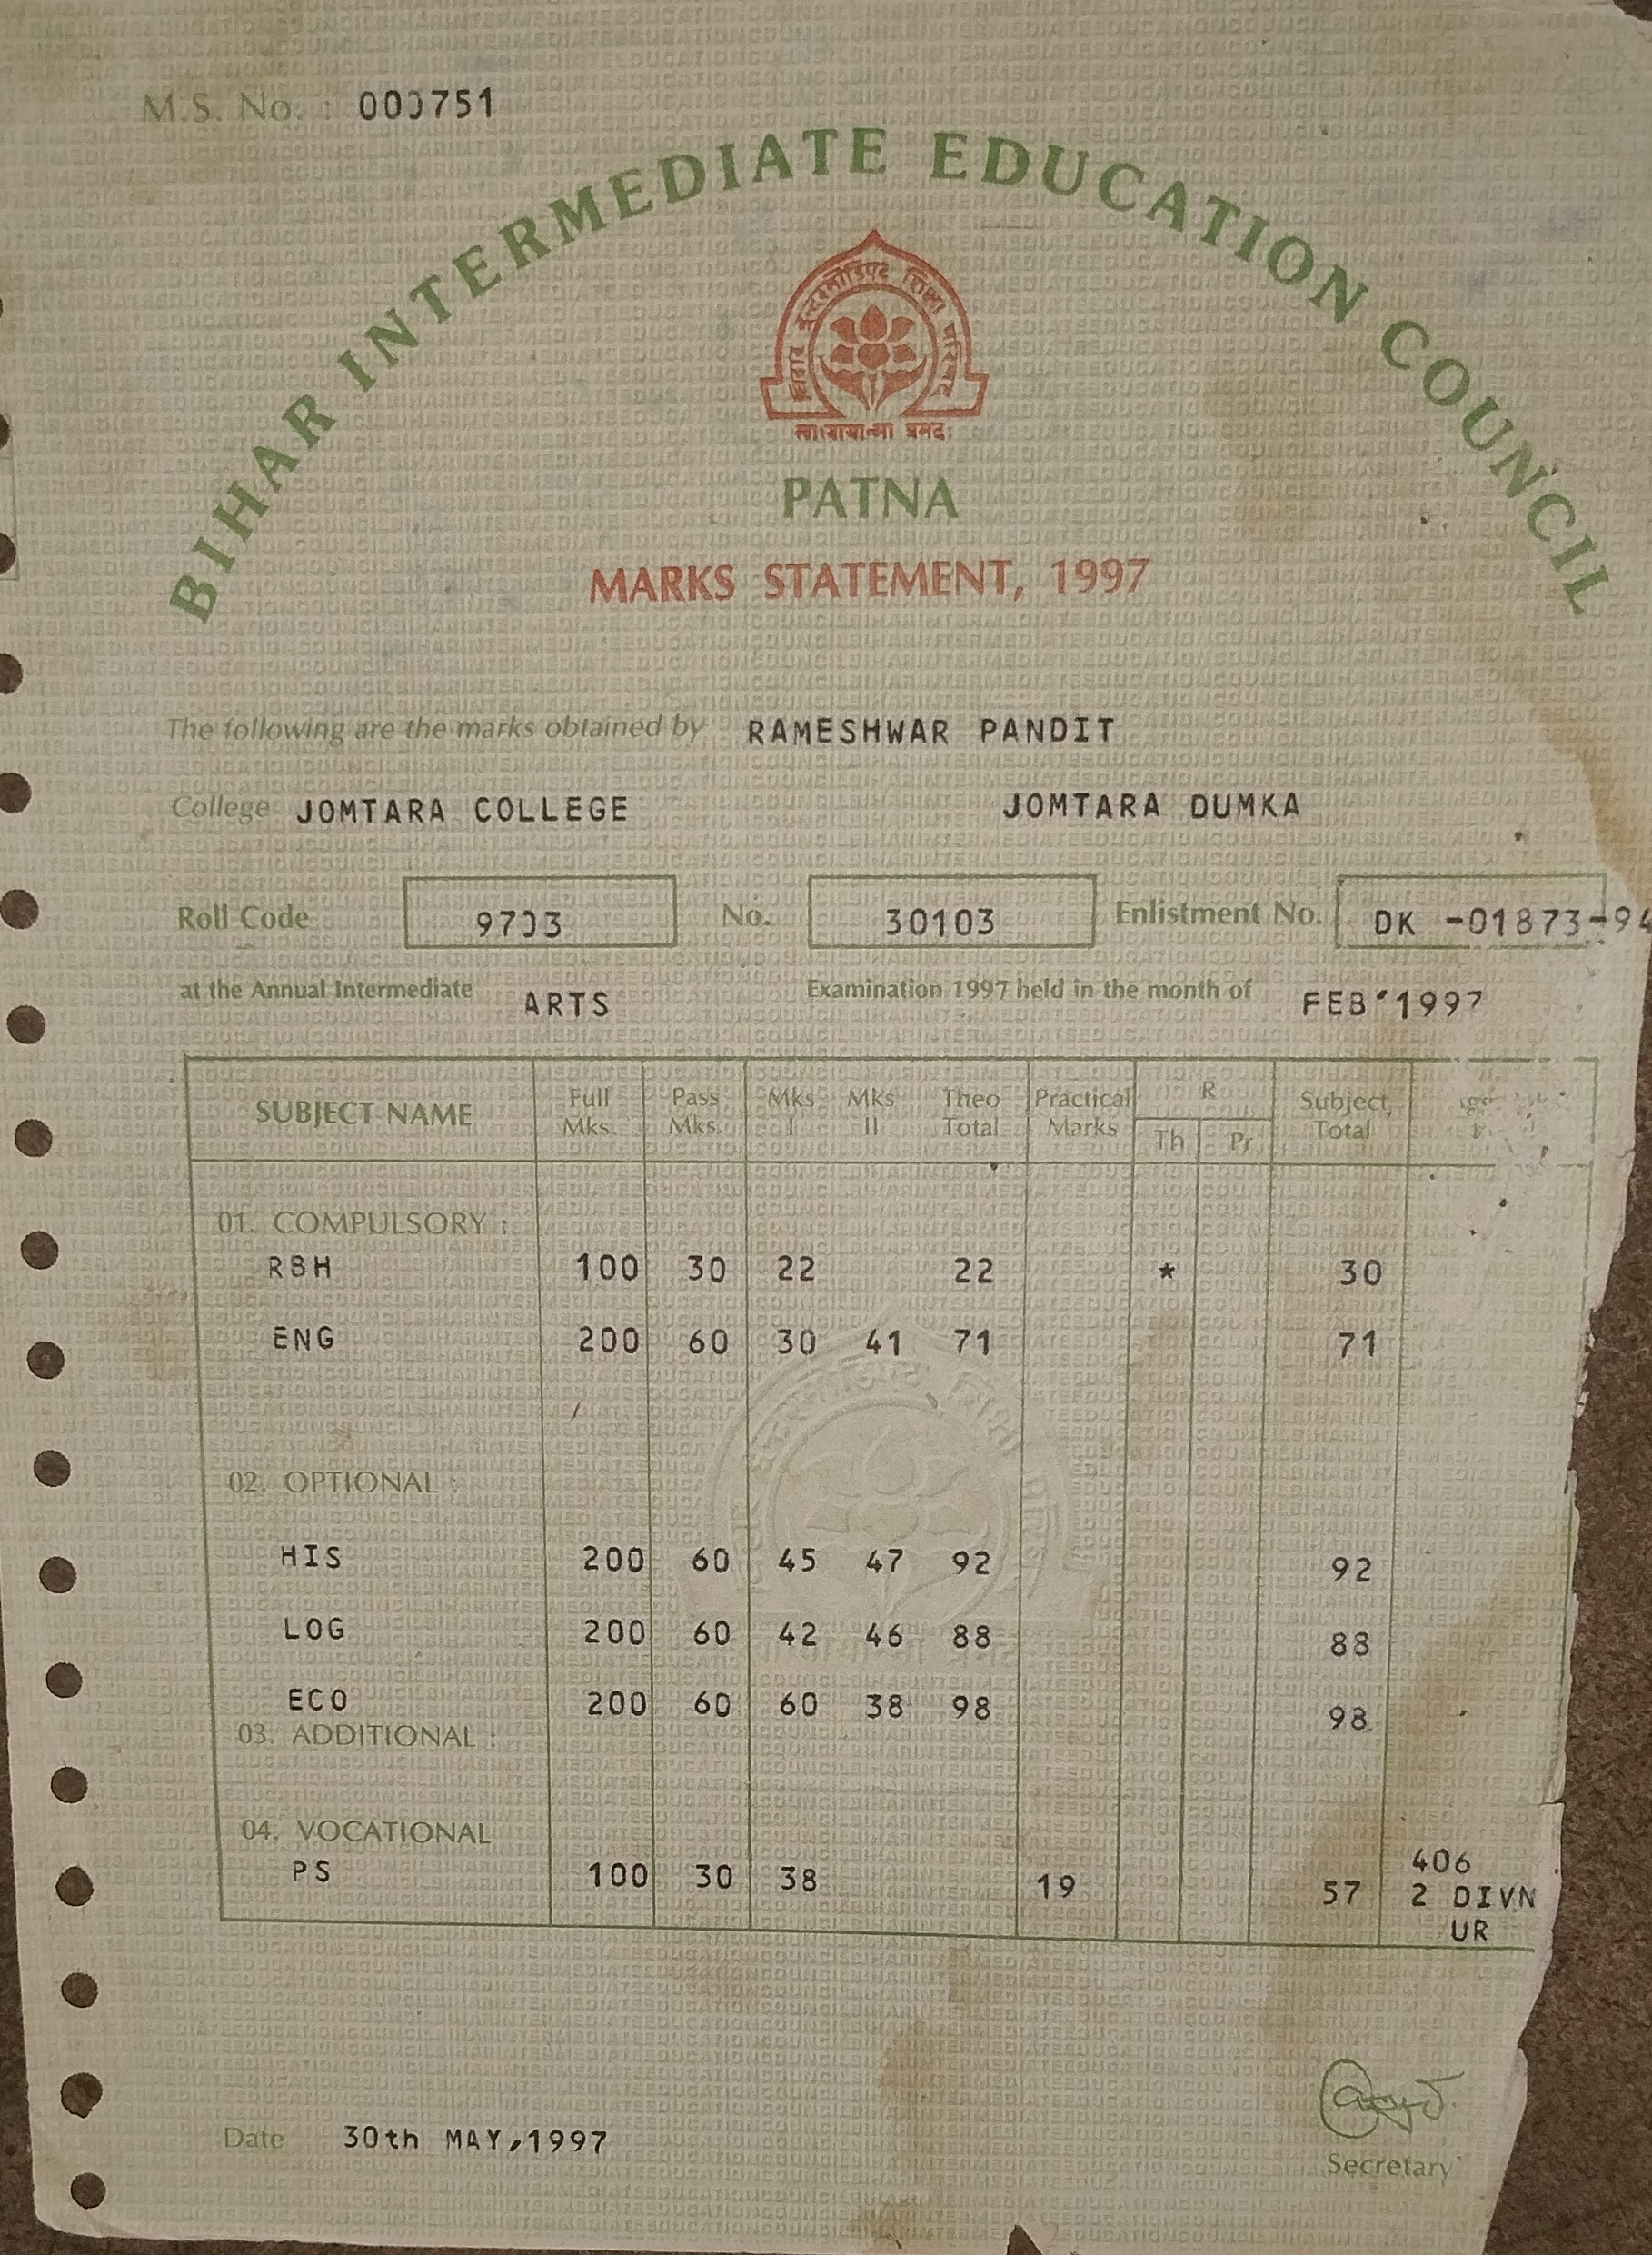 M.S. No. : 000751
BIHAR INTERMEDIATE EDUCATION COUNCIL
बिहार इन्टरमीडिएट शिक्षा परिषद
PATNA
MARKS STATEMENT, 1997
The following are the marks obtained by RAMESHWAR PANDIT
College JOMTARA COLLEGE JOMTARA DUMKA
Roll Code 9703 No. 30103 Enlistment No. DK -01873-94
at the Annual Intermediate ARTS Examination 1997 held in the month of FEB'1997
SUBJECT NAME Full Mks. Pass Mks. Mks I Mks II Theo Total Practical Marks R Th Pr Subject Total
01. COMPULSORY :
RBH 100 30 22 22 * 30
ENG 200 60 30 41 71 71
02. OPTIONAL :
HIS 200 60 45 47 92 92
LOG 200 60 42 46 88 88
ECO 200 60 60 38 98 98
03. ADDITIONAL :
04. VOCATIONAL
PS 100 30 38 19 57 406
2 DIVN
UR
Date 30th MAY,1997
Secretary